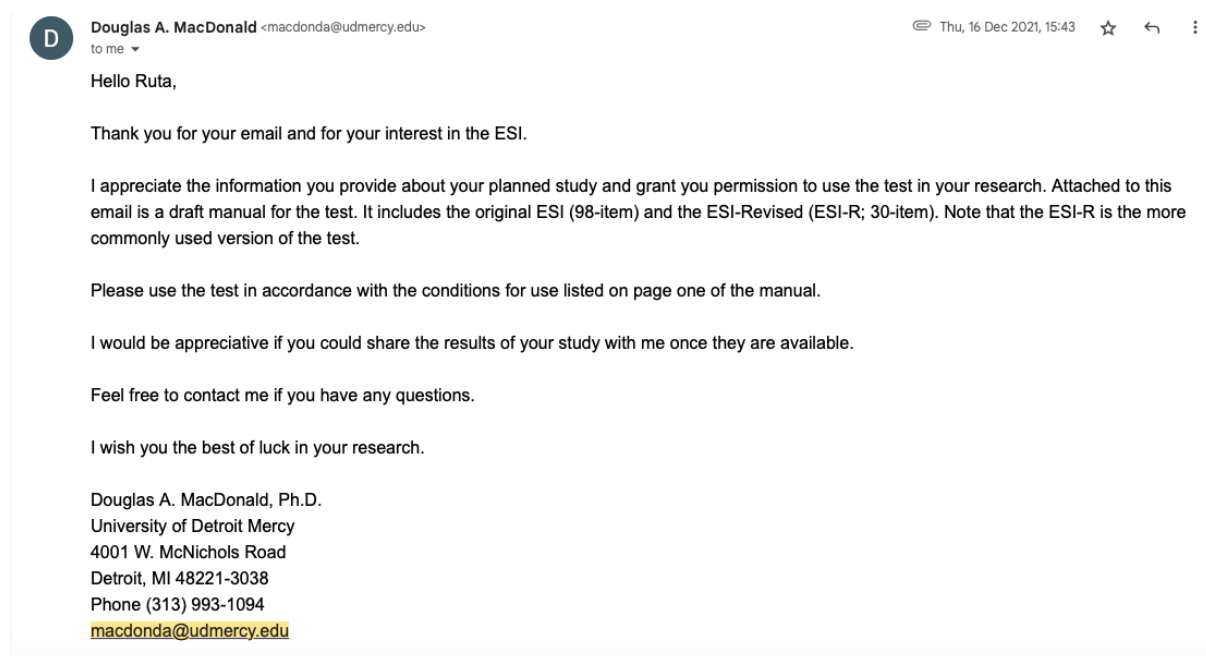 D
Douglas A. MacDonald <macdonda@udmercy.edu>
Thu, 16 Dec 2021, 15:43
to me
Hello Ruta,
Thank you for your email and for your interest in the ESI.
I appreciate the information you provide about your planned study and grant you permission to use the test in your research. Attached to this
email is a draft manual for the test. It includes the original ESI (98-item) and the ESI-Revised (ESI-R; 30-item). Note that the ESI-R is the more
commonly used version of the test.
Please use the test in accordance with the conditions for use listed on page one of the manual.
I would be appreciative if you could share the results of your study with me once they are available.
Feel free to contact me if you have any questions.
I wish you the best of luck in your research.
Douglas A. MacDonald, Ph.D.
University of Detroit Mercy
4001 W. McNichols Road
Detroit, MI 48221-3038
Phone (313) 993-1094
macdonda@udmercy.edu